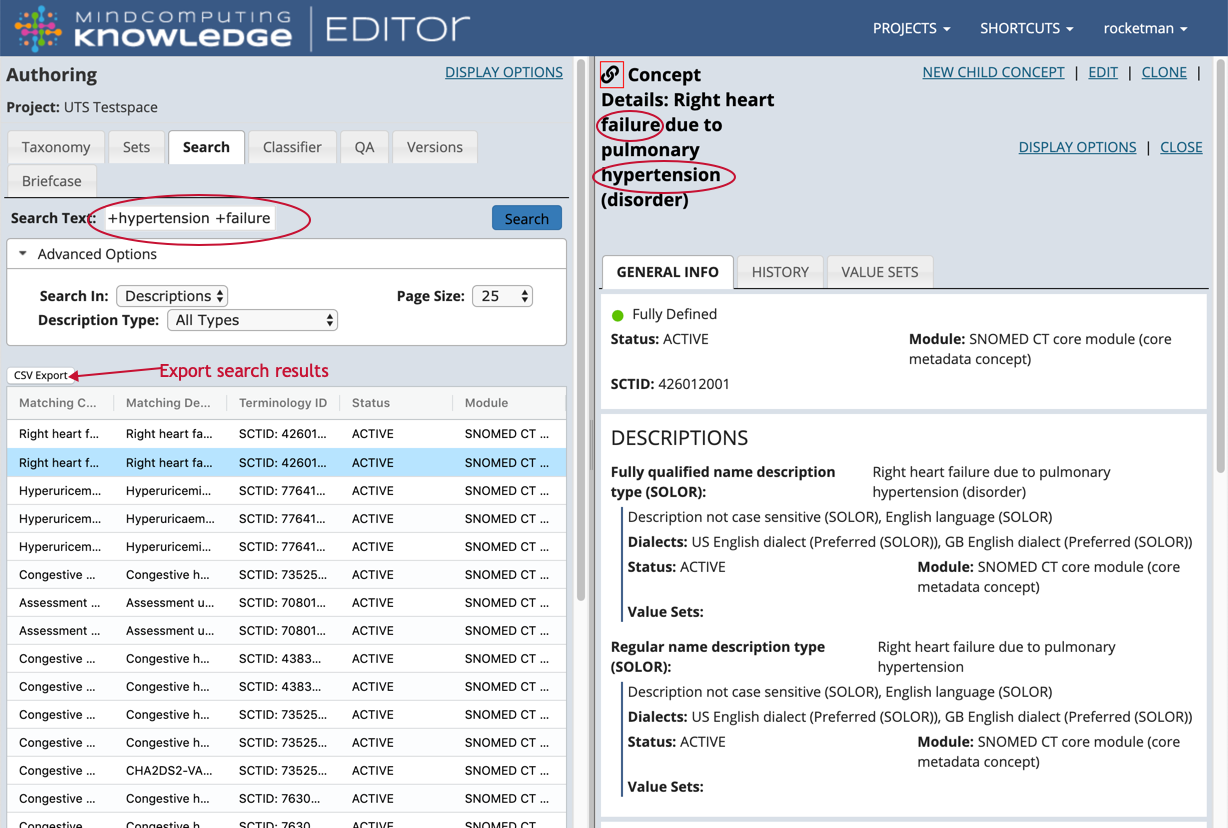 MINDCOMPUTING
KNOWLEDGE EDITOR
PROJECTS SHORTCUTS rocketman
Authoring
DISPLAY OPTIONS
Project: UTS Testspace
Taxonomy Sets Search Classifier QA Versions
Briefcase
Search Text: +hypertension +failure Search
Advanced Options
Search In: Descriptions Page Size: 25
Description Type: All Types
CSV Export Export search results
Matching C... Matching De... Terminology ID Status Module
Right heart f... Right heart fa... SCTID: 42601... ACTIVE SNOMED CT ...
Right heart f... Right heart fa... SCTID: 42601... ACTIVE SNOMED CT ...
Hyperuricem... Hyperuricemi... SCTID: 77641... ACTIVE SNOMED CT ...
Hyperuricem... Hyperuricaem... SCTID: 77641... ACTIVE SNOMED CT ...
Hyperuricem... Hyperuricemi... SCTID: 77641... ACTIVE SNOMED CT ...
Congestive ... Congestive h... SCTID: 73525... ACTIVE SNOMED CT ...
Assessment ... Assessment u... SCTID: 70801... ACTIVE SNOMED CT ...
Assessment ... Assessment u... SCTID: 70801... ACTIVE SNOMED CT ...
Congestive ... Congestive h... SCTID: 4383... ACTIVE SNOMED CT ...
Congestive ... Congestive h... SCTID: 4383... ACTIVE SNOMED CT ...
Congestive ... Congestive h... SCTID: 73525... ACTIVE SNOMED CT ...
Congestive ... Congestive h... SCTID: 73525... ACTIVE SNOMED CT ...
Congestive ... CHA2DS2-VA... SCTID: 73525... ACTIVE SNOMED CT ...
Congestive ... Congestive h... SCTID: 7630... ACTIVE SNOMED CT ...
Congestive ... Congestive h... SCTID: 7630... ACTIVE SNOMED CT ...
Concept
Details: Right heart
failure due to
pulmonary
hypertension
(disorder)
NEW CHILD CONCEPT | EDIT | CLONE |
DISPLAY OPTIONS | CLOSE
GENERAL INFO HISTORY VALUE SETS
Fully Defined
Status: ACTIVE Module: SNOMED CT core module (core
metadata concept)
SCTID: 426012001
DESCRIPTIONS
Fully qualified name description Right heart failure due to pulmonary
type (SOLOR): hypertension (disorder)
Description not case sensitive (SOLOR), English language (SOLOR)
Dialects: US English dialect (Preferred (SOLOR)), GB English dialect (Preferred (SOLOR))
Status: ACTIVE Module: SNOMED CT core module (core
metadata concept)
Value Sets:
Regular name description type Right heart failure due to pulmonary
(SOLOR): hypertension
Description not case sensitive (SOLOR), English language (SOLOR)
Dialects: US English dialect (Preferred (SOLOR)), GB English dialect (Preferred (SOLOR))
Status: ACTIVE Module: SNOMED CT core module (core
metadata concept)
Value Sets: